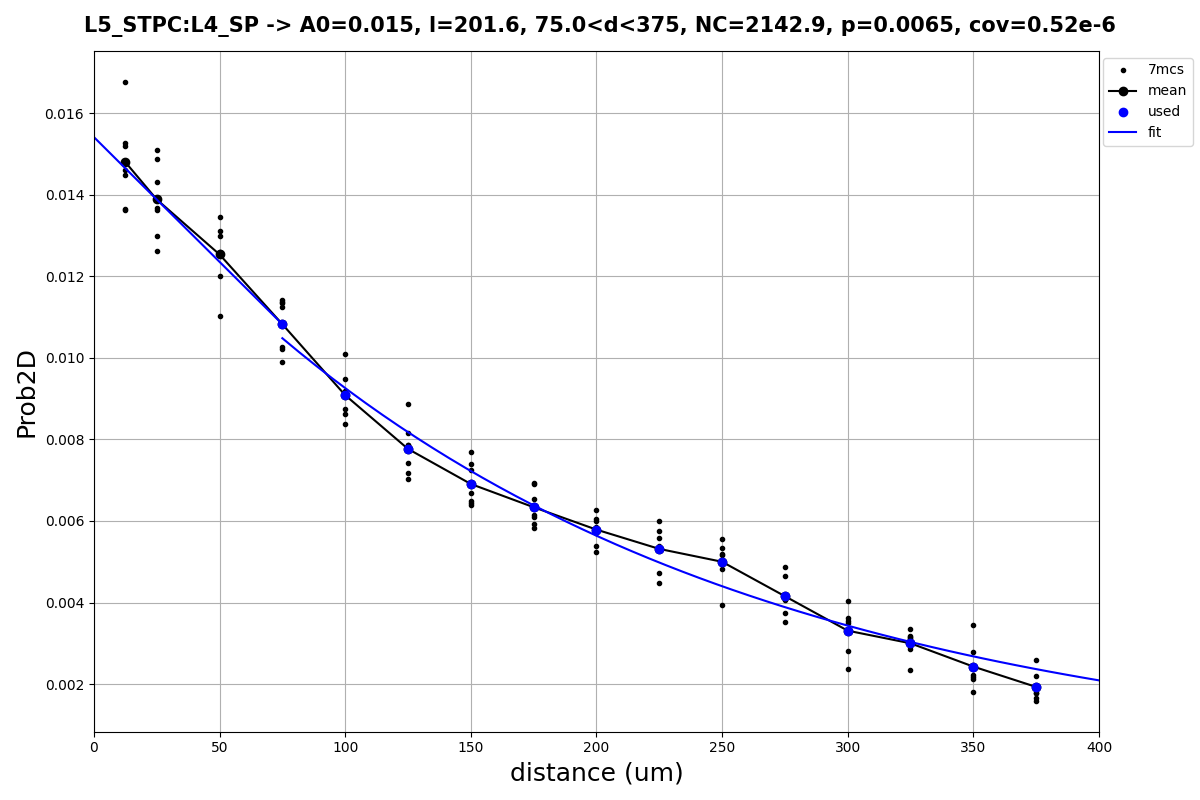 L5_STPC:L4_SP -> A0=0.015, l=201.6, 75.0<d<375, NC=2142.9, p=0.0065, cov=0.52e-6
7mcs
mean
used
fit
0.016
0.014
0.012
0.010
0.008
0.006
0.004
0.002
Prob2D
0 50 100 150 200 250 300 350 400
distance (um)